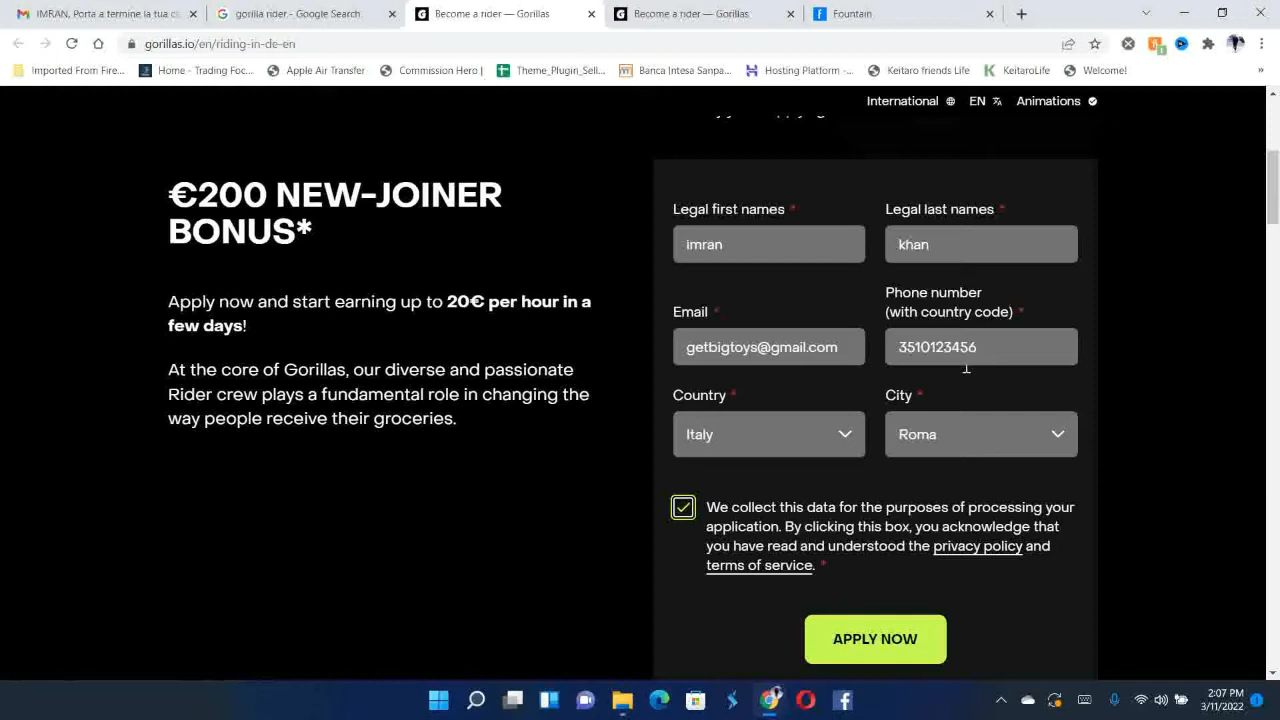 IMRAN, Porta a termine la tua c
gorilla rider - Google Search
Become a rider — Gorillas
Become a rider — Gorillas
Fountain
gorillas.io/en/riding-in-de-en
Imported From Fire...
Home - Trading Foc...
Apple Air Transfer
Commission Hero |
Theme_Plugin_Sell...
Banca Intesa Sanpa...
Hosting Platform -...
Keitaro friends Life
KeitaroLife
Welcome!
International
EN
Animations
€200 NEW-JOINER
BONUS*
Apply now and start earning up to 20€ per hour in a
few days!
At the core of Gorillas, our diverse and passionate
Rider crew plays a fundamental role in changing the
way people receive their groceries.
Legal first names *
Legal last names *
imran
khan
Email *
Phone number
(with country code) *
getbigtoys@gmail.com
3510123456
Country *
City *
Italy
Roma
We collect this data for the purposes of processing your
application. By clicking this box, you acknowledge that
you have read and understood the privacy policy and
terms of service. *
APPLY NOW
2:07 PM
3/11/2022